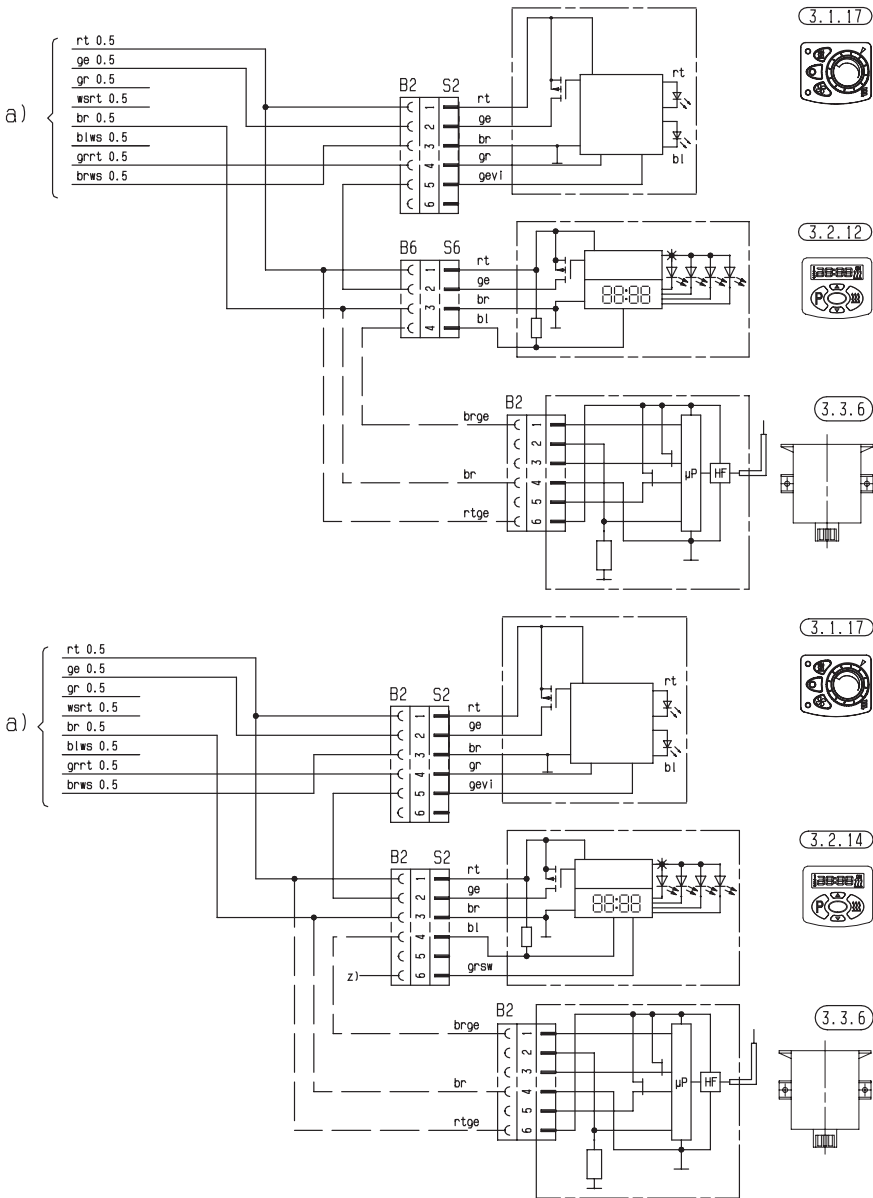 a)
rt 0.5
ge 0.5
gr 0.5
wsrt 0.5
br 0.5
blws 0.5
grrt 0.5
brws 0.5
B2 S2
1
2
3
4
5
6
rt
ge
br
gr
gevi
rt
bl
3.1.17
B6 S6
1
2
3
4
rt
ge
br
bl
88:88
3.2.12
88:88
P
B2
brge
br
rtge
1
2
3
4
5
6
µP
HF
3.3.6
a)
rt 0.5
ge 0.5
gr 0.5
wsrt 0.5
br 0.5
blws 0.5
grrt 0.5
brws 0.5
B2 S2
1
2
3
4
5
6
rt
ge
br
gr
gevi
rt
bl
3.1.17
B2 S2
1
2
3
4
5
6
z)
rt
ge
br
bl
grsw
88:88
3.2.14
88:88
P
B2
brge
br
rtge
1
2
3
4
5
6
µP
HF
3.3.6